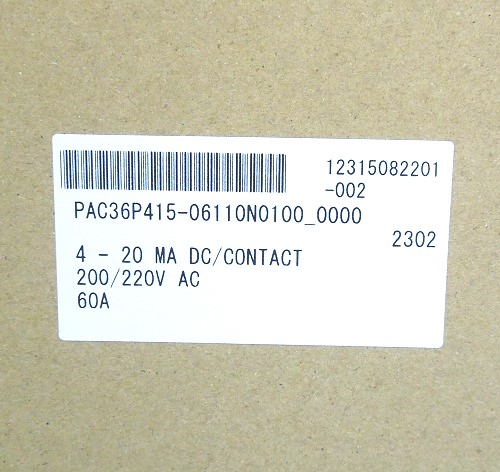 12315082201
-002
PAC36P415-06110N0100_0000
2302
4 - 20 MA DC/CONTACT
200/220V AC
60A